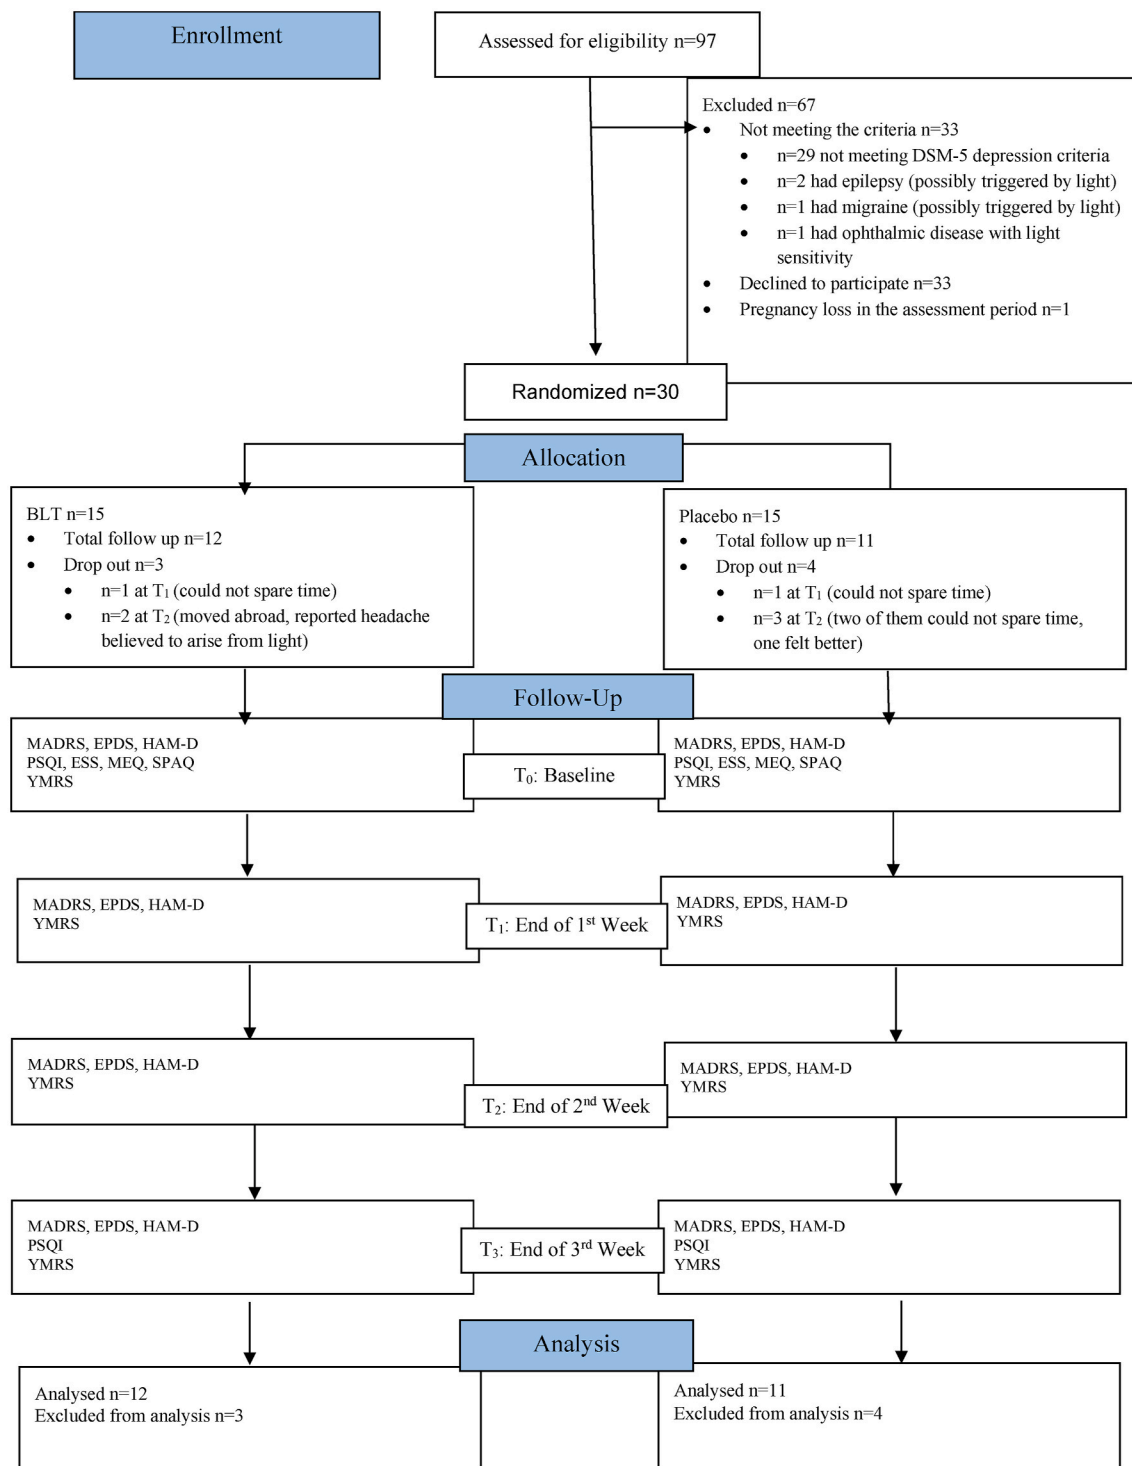 Enrollment
Assessed for eligibility n=97
Excluded n=67
• Not meeting the criteria n=33
• n=29 not meeting DSM-5 depression criteria
• n=2 had epilepsy (possibly triggered by light)
• n=1 had migraine (possibly triggered by light)
• n=1 had ophthalmic disease with light
sensitivity
• Declined to participate n=33
• Pregnancy loss in the assessment period n=1
Randomized n=30
Allocation
BLT n=15
• Total follow up n=12
• Drop out n=3
• n=1 at T1 (could not spare time)
• n=2 at T2 (moved abroad, reported headache
believed to arise from light)
Placebo n=15
• Total follow up n=11
• Drop out n=4
• n=1 at T1 (could not spare time)
• n=3 at T2 (two of them could not spare time,
one felt better)
Follow-Up
MADRS, EPDS, HAM-D
PSQI, ESS, MEQ, SPAQ
YMRS
T0: Baseline
MADRS, EPDS, HAM-D
PSQI, ESS, MEQ, SPAQ
YMRS
MADRS, EPDS, HAM-D
YMRS
T1: End of 1st Week
MADRS, EPDS, HAM-D
YMRS
MADRS, EPDS, HAM-D
YMRS
T2: End of 2nd Week
MADRS, EPDS, HAM-D
YMRS
MADRS, EPDS, HAM-D
PSQI
YMRS
T3: End of 3rd Week
MADRS, EPDS, HAM-D
PSQI
YMRS
Analysis
Analysed n=12
Excluded from analysis n=3
Analysed n=11
Excluded from analysis n=4